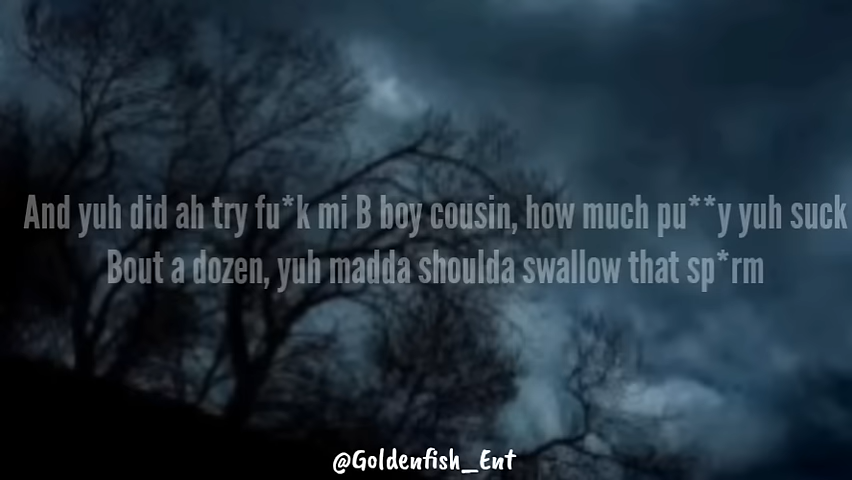 And yuh did ah try fu*k mi B boy cousin, how much pu**y yuh suck
Bout a dozen, yuh madda shoulda swallow that sp*rm
@Goldenfish_Ent